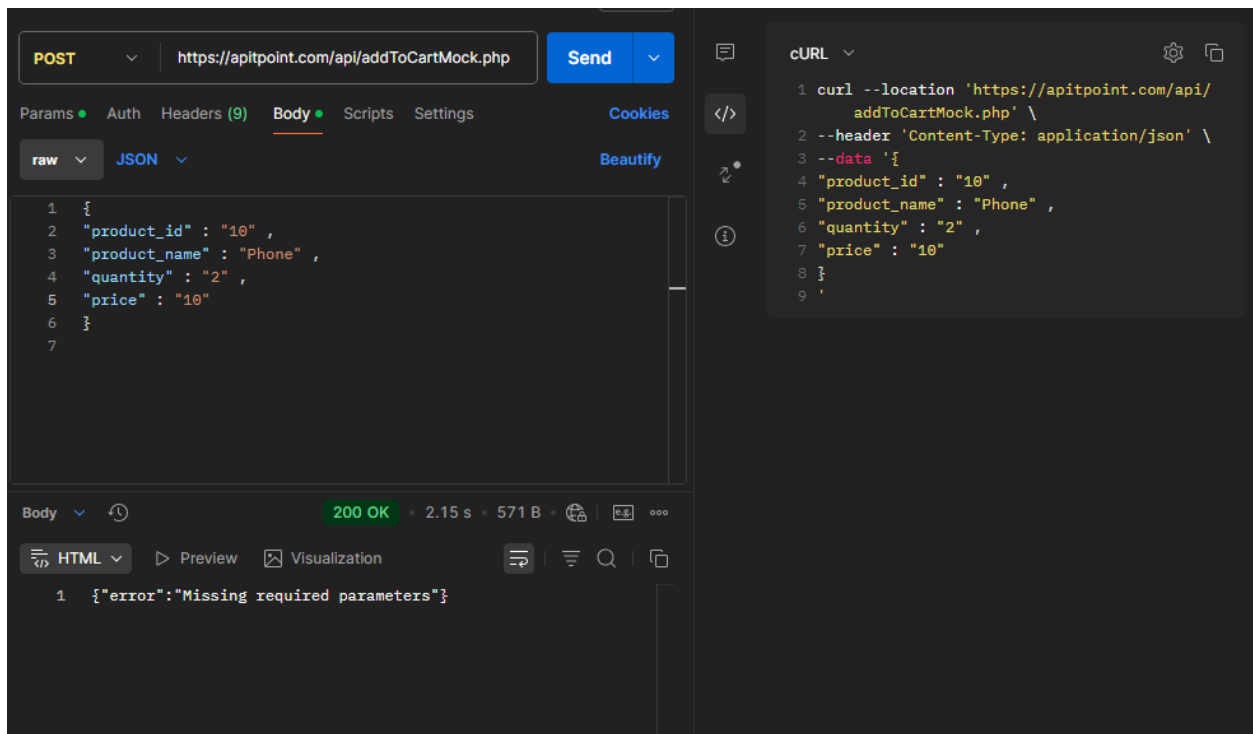 POST
https://apitpoint.com/api/addToCartMock.php
Send
Params
Auth
Headers (9)
Body
Scripts
Settings
Cookies
raw
JSON
Beautify
1 {
2 "product_id" : "10" ,
3 "product_name" : "Phone" ,
4 "quantity" : "2" ,
5 "price" : "10"
6 }
7
Body
200 OK
2.15 s
571 B
e.g.
HTML
Preview
Visualization
1 {"error":"Missing required parameters"}
cURL
1 curl --location 'https://apitpoint.com/api/
addToCartMock.php' \
2 --header 'Content-Type: application/json' \
3 --data '{
4 "product_id" : "10" ,
5 "product_name" : "Phone" ,
6 "quantity" : "2" ,
7 "price" : "10"
8 }
9 '